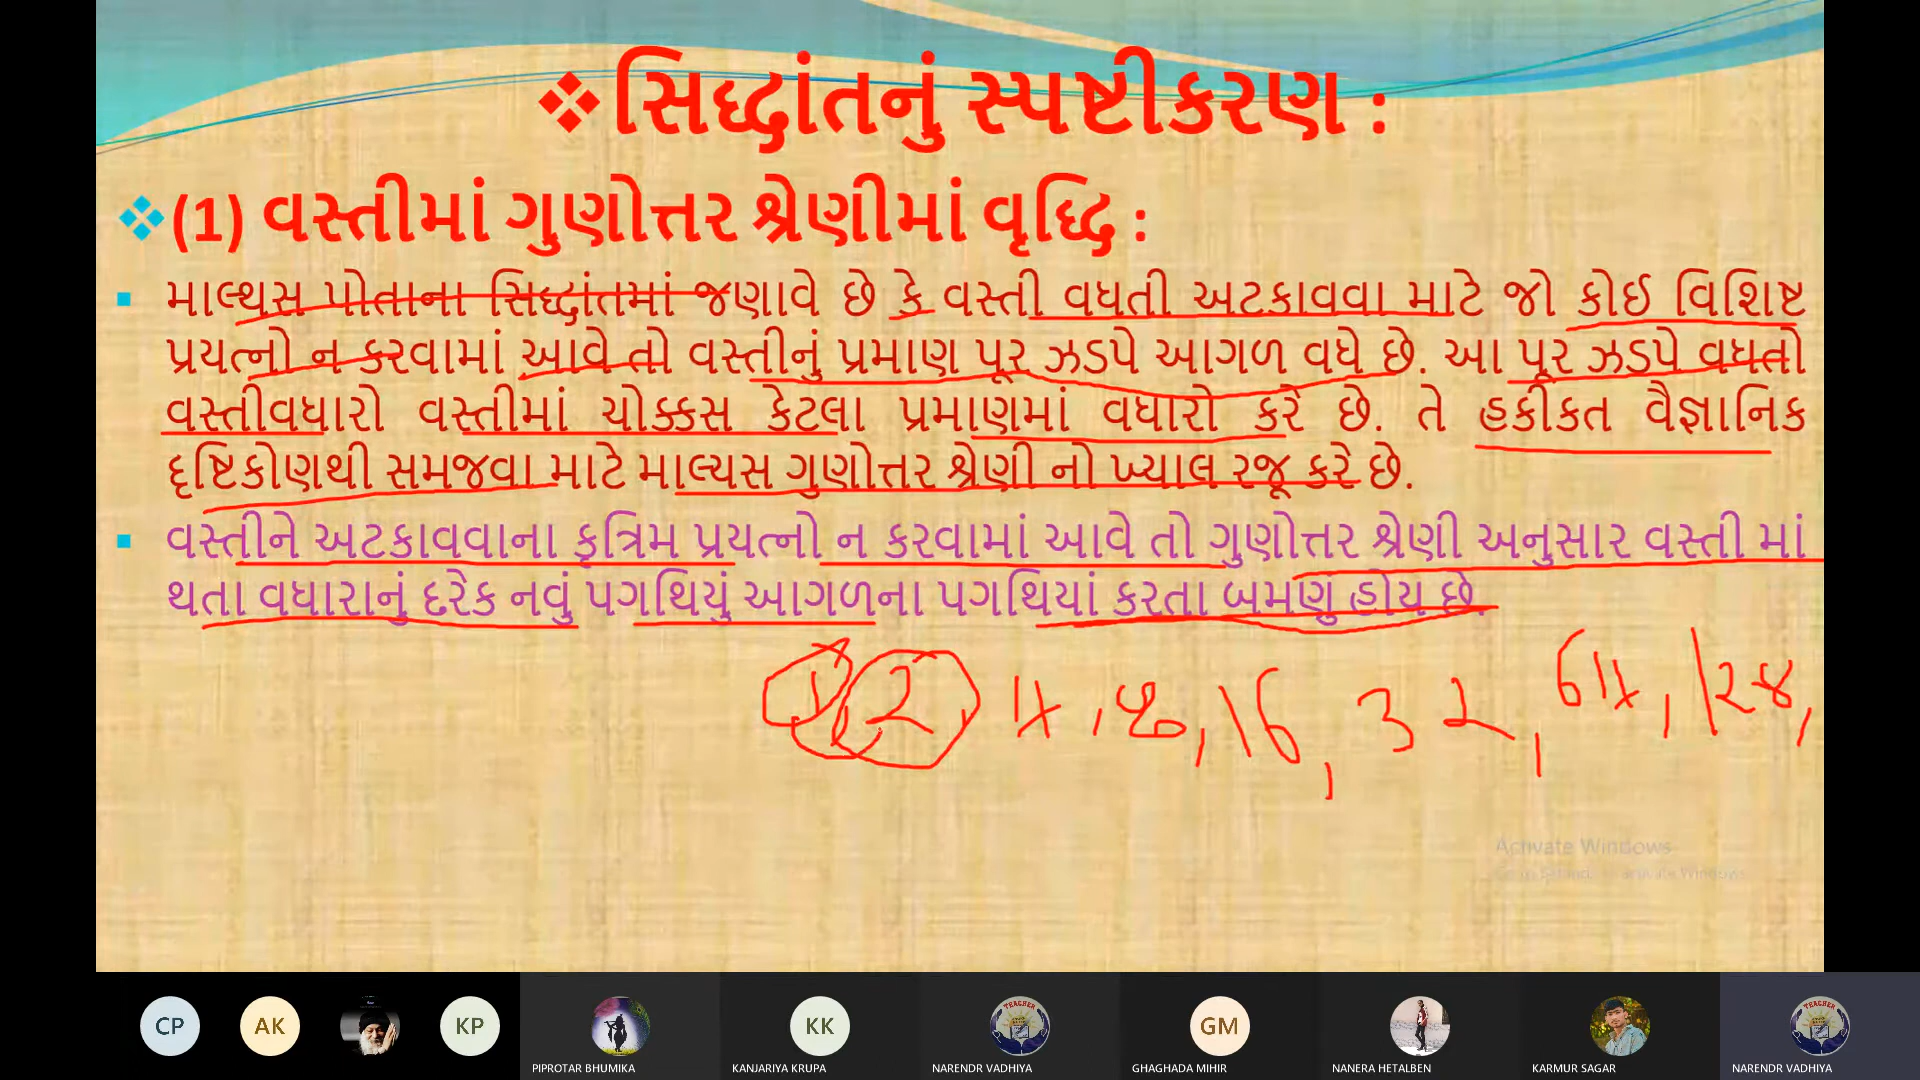 ❖સિદ્ધાંતનું સ્પષ્ટીકરણ :
❖(1) વસ્તીમાં ગુણોત્તર શ્રેણીમાં વૃધ્ધિ :
▪ માલ્થસ પોતાના સિદ્ધાંતમાં જણાવે છે કે વસ્તી વધતી અટકાવવા માટે જો કોઈ વિશિષ્ટ
પ્રયત્નો ન કરવામાં આવે તો વસ્તીનું પ્રમાણ પૂર ઝડપે આગળ વધે છે. આ પૂર ઝડપે વધતો
વસ્તીવધારો વસ્તીમાં ચોક્કસ કેટલા પ્રમાણમાં વધારો કરે છે. તે હકીકત વૈજ્ઞાનિક
દૃષ્ટિકોણથી સમજવા માટે માલ્યસ ગુણોત્તર શ્રેણી નો ખ્યાલ રજૂ કરે છે.
▪ વસ્તીને અટકાવવાના કૃત્રિમ પ્રયત્નો ન કરવામાં આવે તો ગુણોત્તર શ્રેણી અનુસાર વસ્તી માં
થતા વધારાનું દરેક નવું પગથિયું આગળના પગથિયાં કરતા બમણું હોય છે.
1, 2, 4, 8, 16, 32, 64, 128,
Activate Windows
CP AK KP KK GM
PIPROTAR BHUMIKA KANJARIYA KRUPA NARENDR VADHIYA GHAGHADA MIHIR NANERA HETALBEN KARMUR SAGAR NARENDR VADHIYA